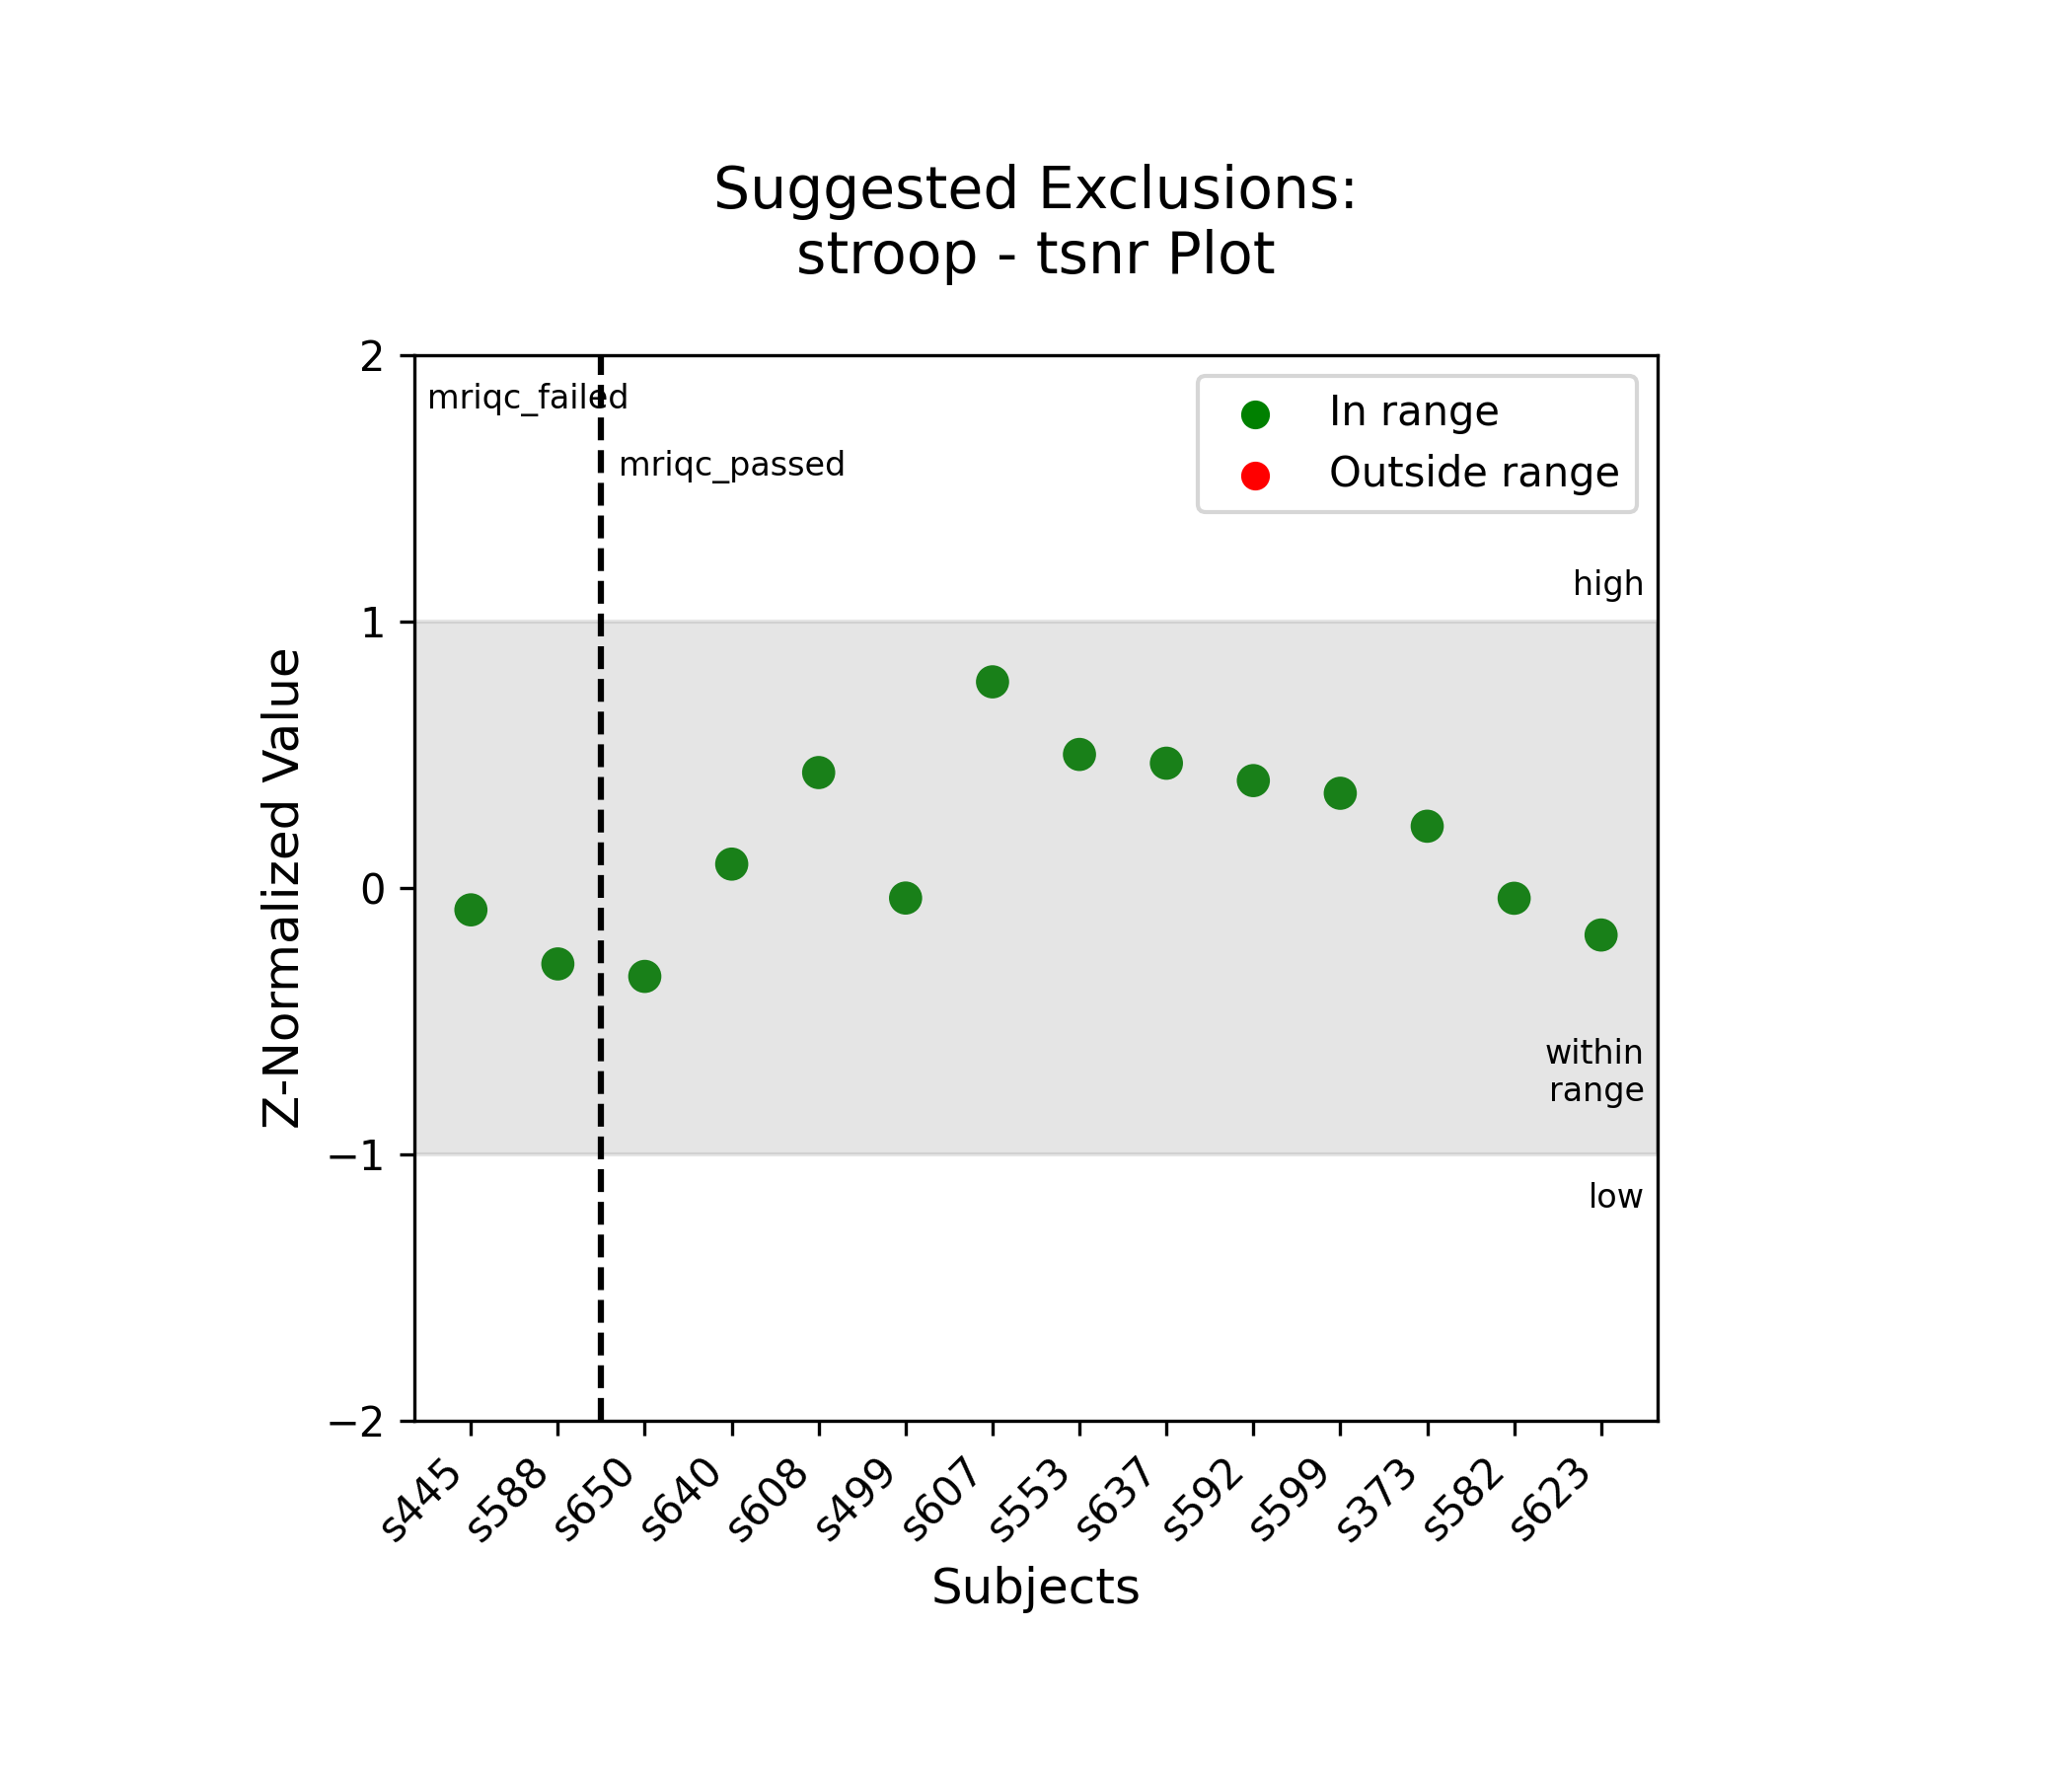 Suggested Exclusions:
stroop - tsnr Plot
2
1
0
−1
−2
Z-Normalized Value
mriqc_failed
mriqc_passed
In range
Outside range
high
within
range
low
s445
s588
s650
s640
s608
s499
s607
s553
s637
s592
s599
s373
s582
s623
Subjects